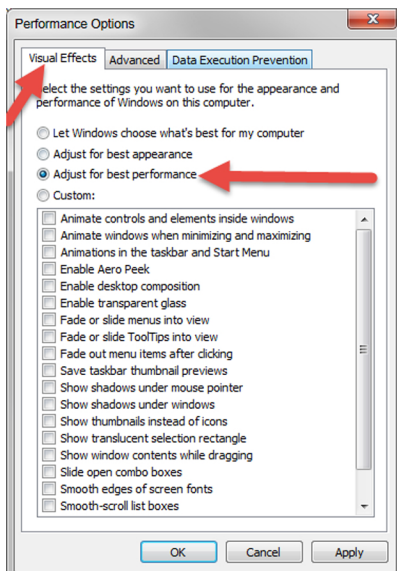 Performance Options
Visual Effects Advanced Data Execution Prevention
Select the settings you want to use for the appearance and
performance of Windows on this computer.
Let Windows choose what's best for my computer
Adjust for best appearance
Adjust for best performance
Custom:
Animate controls and elements inside windows
Animate windows when minimizing and maximizing
Animations in the taskbar and Start Menu
Enable Aero Peek
Enable desktop composition
Enable transparent glass
Fade or slide menus into view
Fade or slide ToolTips into view
Fade out menu items after clicking
Save taskbar thumbnail previews
Show shadows under mouse pointer
Show shadows under windows
Show thumbnails instead of icons
Show translucent selection rectangle
Show window contents while dragging
Slide open combo boxes
Smooth edges of screen fonts
Smooth-scroll list boxes
OK Cancel Apply